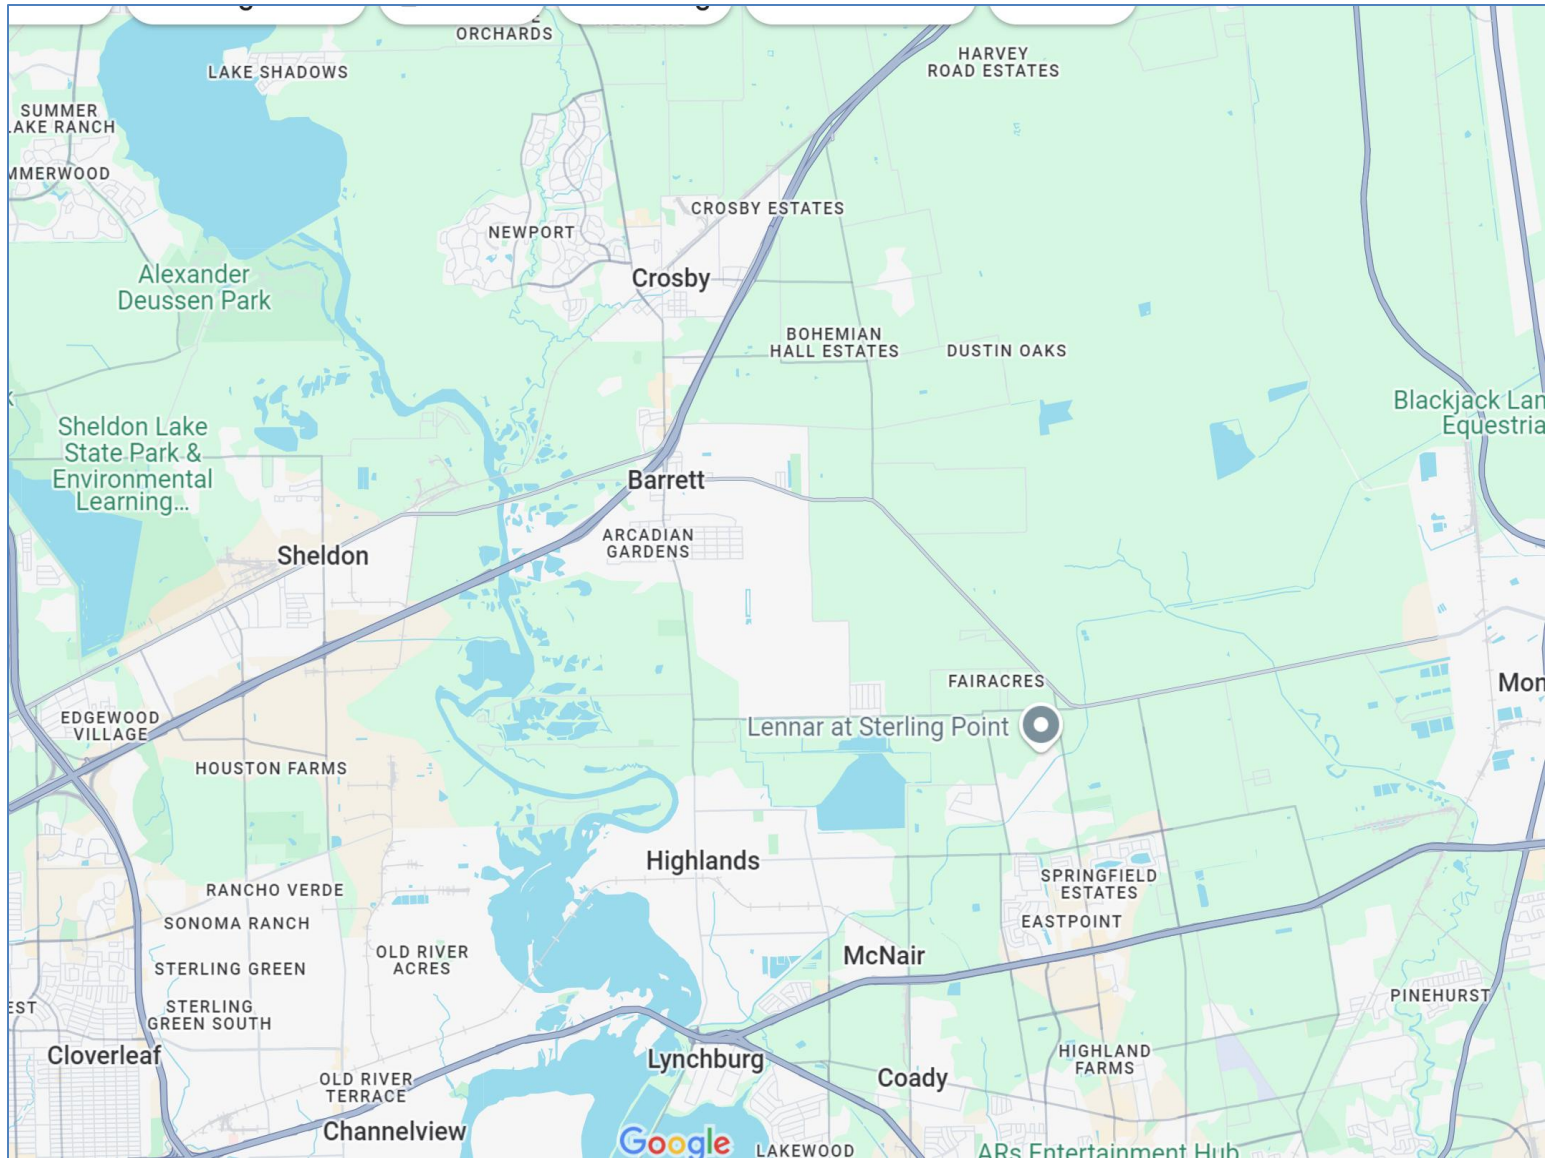 ORCHARDS
LAKE SHADOWS
HARVEY
ROAD ESTATES
SUMMER
LAKE RANCH
MMERWOOD
CROSBY ESTATES
NEWPORT
Crosby
Alexander
Deussen Park
BOHEMIAN
HALL ESTATES
DUSTIN OAKS
Blackjack Lan
Equestria
Sheldon Lake
State Park &
Environmental
Learning...
Barrett
ARCADIAN
GARDENS
Sheldon
FAIRACRES
Mon
EDGEWOOD
VILLAGE
Lennar at Sterling Point
HOUSTON FARMS
Highlands
RANCHO VERDE
SPRINGFIELD
ESTATES
SONOMA RANCH
EASTPOINT
OLD RIVER
ACRES
McNair
STERLING GREEN
EST
STERLING
GREEN SOUTH
PINEHURST
Cloverleaf
Lynchburg
HIGHLAND
FARMS
OLD RIVER
TERRACE
Coady
Channelview
Google
LAKEWOOD
ARs Entertainment Hub